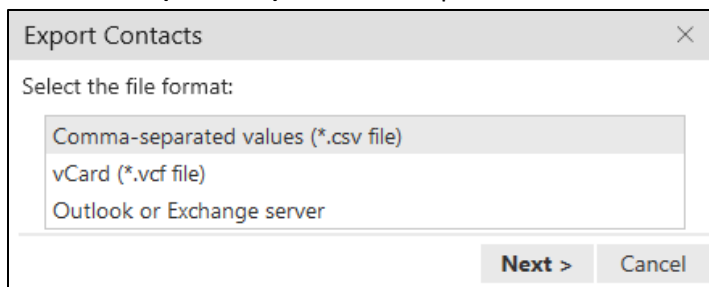 Export Contacts
Select the file format:
Comma-separated values (*.csv file)
vCard (*.vcf file)
Outlook or Exchange server
Next > Cancel